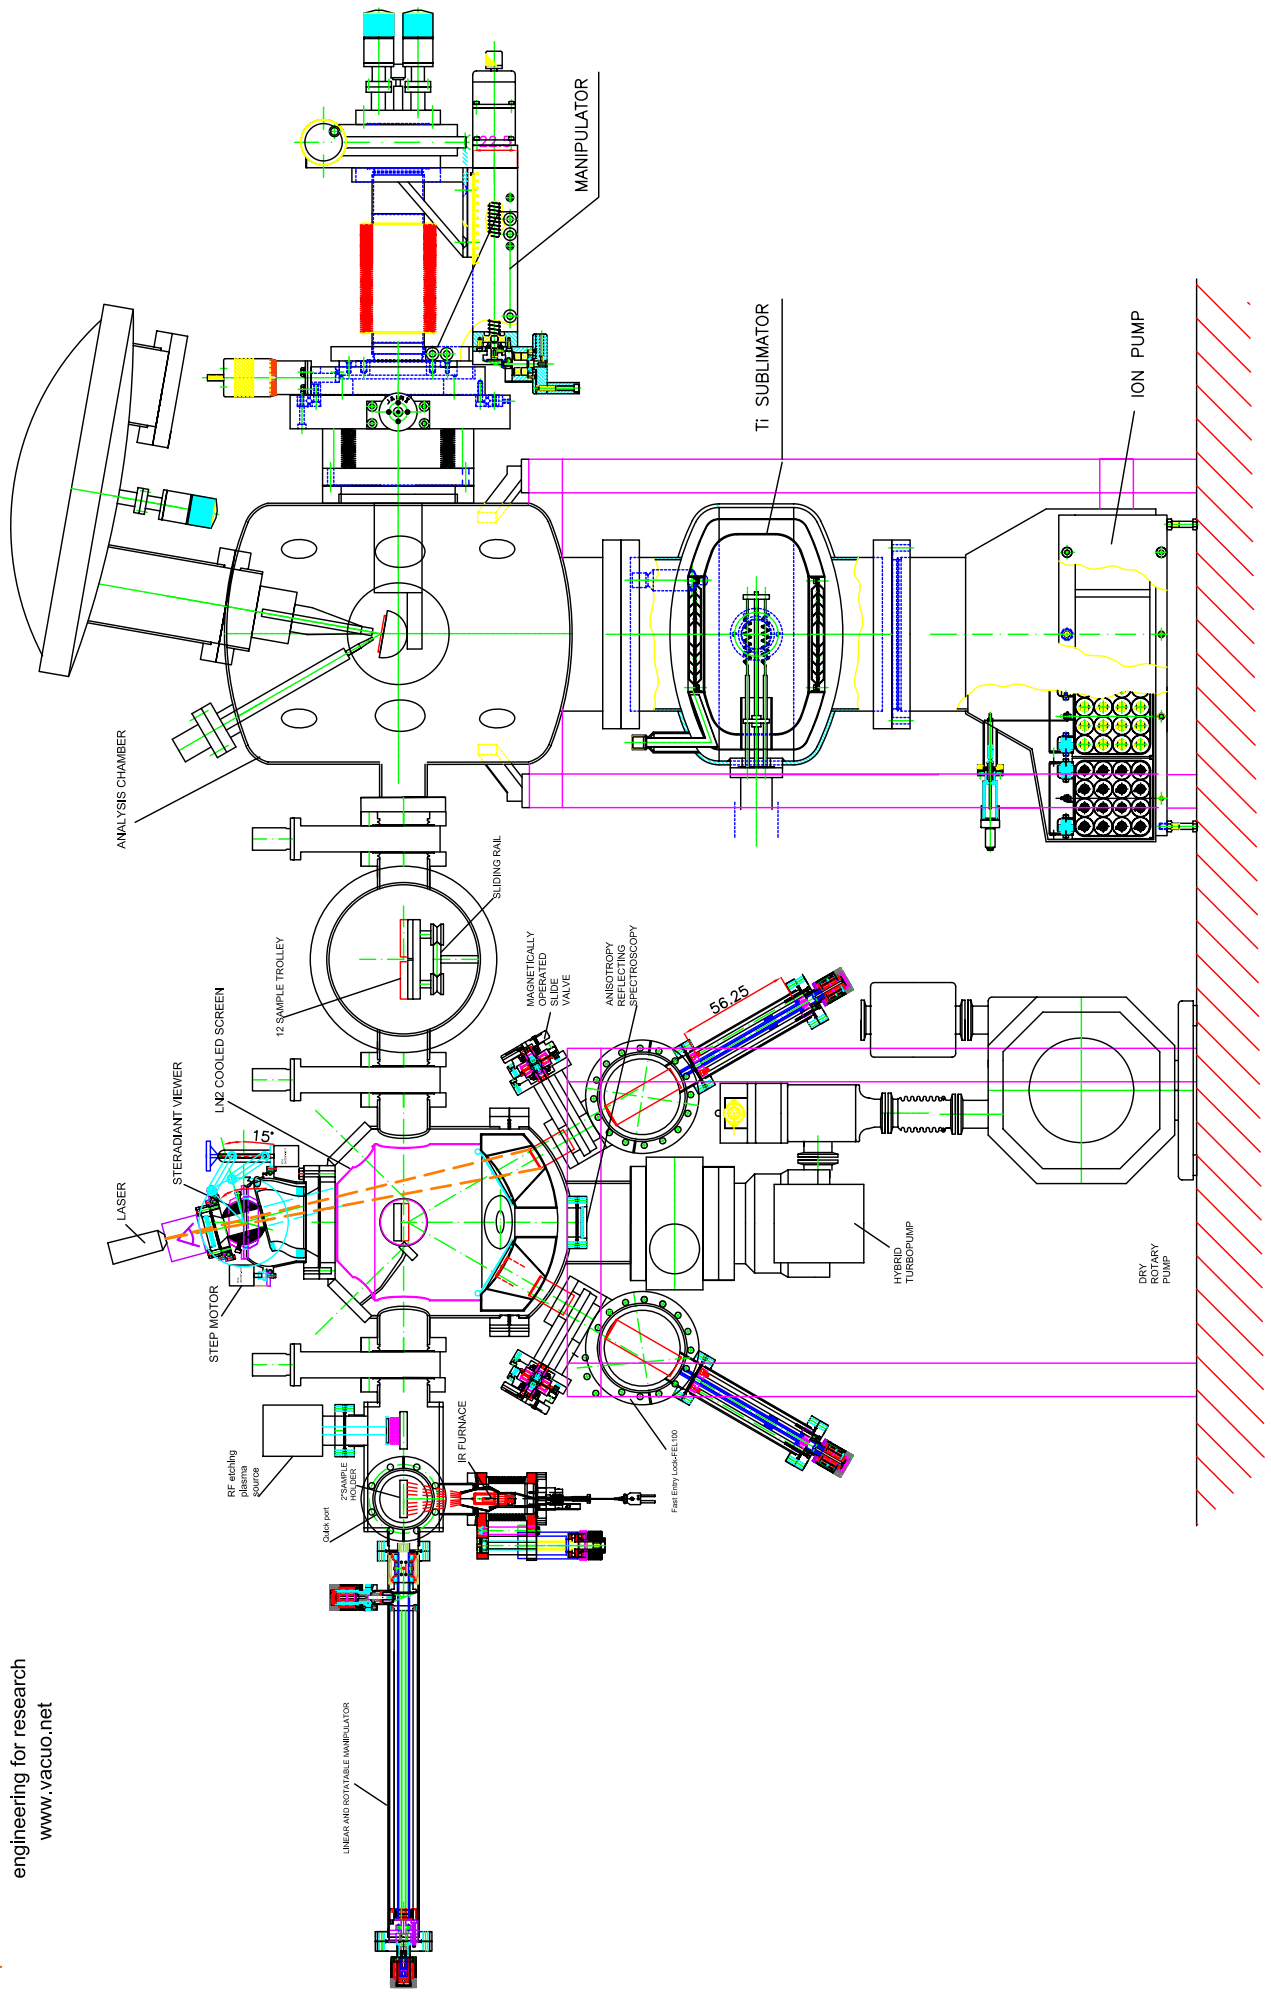 engineering for research
www.vacuo.net
MANIPULATOR
22.5
Ti SUBLIMATOR
ION PUMP
ANALYSIS CHAMBER
SLIDING RAIL
12 SAMPLE TROLLEY
MAGNETICALLY
OPERATED
SLIDE
VALVE
ANISOTROPY
REFLECTING
SPECTROSCOPY
56.25
LN2 COOLED SCREEN
STERADIANT VIEWER
15°
30°
LASER
A
STEP MOTOR
HYBRID
TURBOPUMP
DRY
ROTARY
PUMP
RF etching
plasma
source
2"SAMPLE
HOLDER
Quick port
IR FURNACE
Fast Entry Lock-FEL100
LINEAR AND ROTATABLE MANIPULATOR